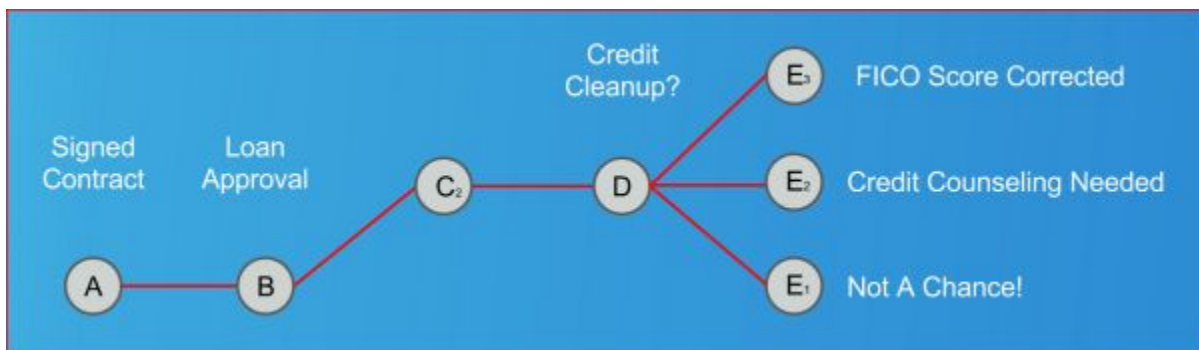 Credit
Cleanup?
E3 FICO Score Corrected
Signed
Contract
Loan
Approval
C2
D
E2 Credit Counseling Needed
A
B
E1 Not A Chance!